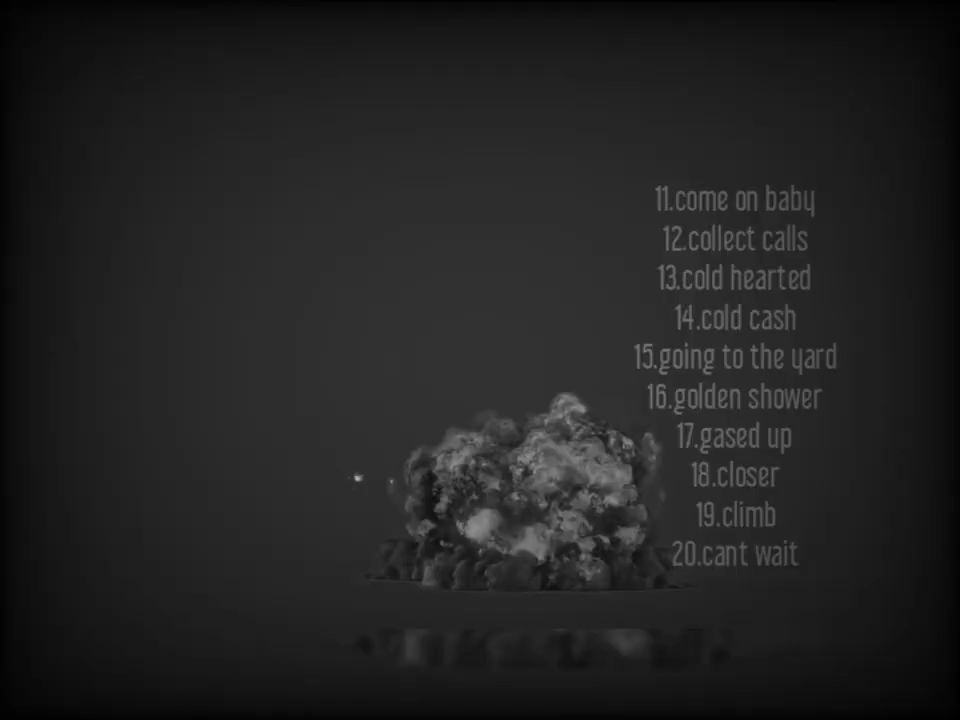 11.come on baby
12.collect calls
13.cold hearted
14.cold cash
15.going to the yard
16.golden shower
17.gased up
18.closer
19.climb
20.cant wait